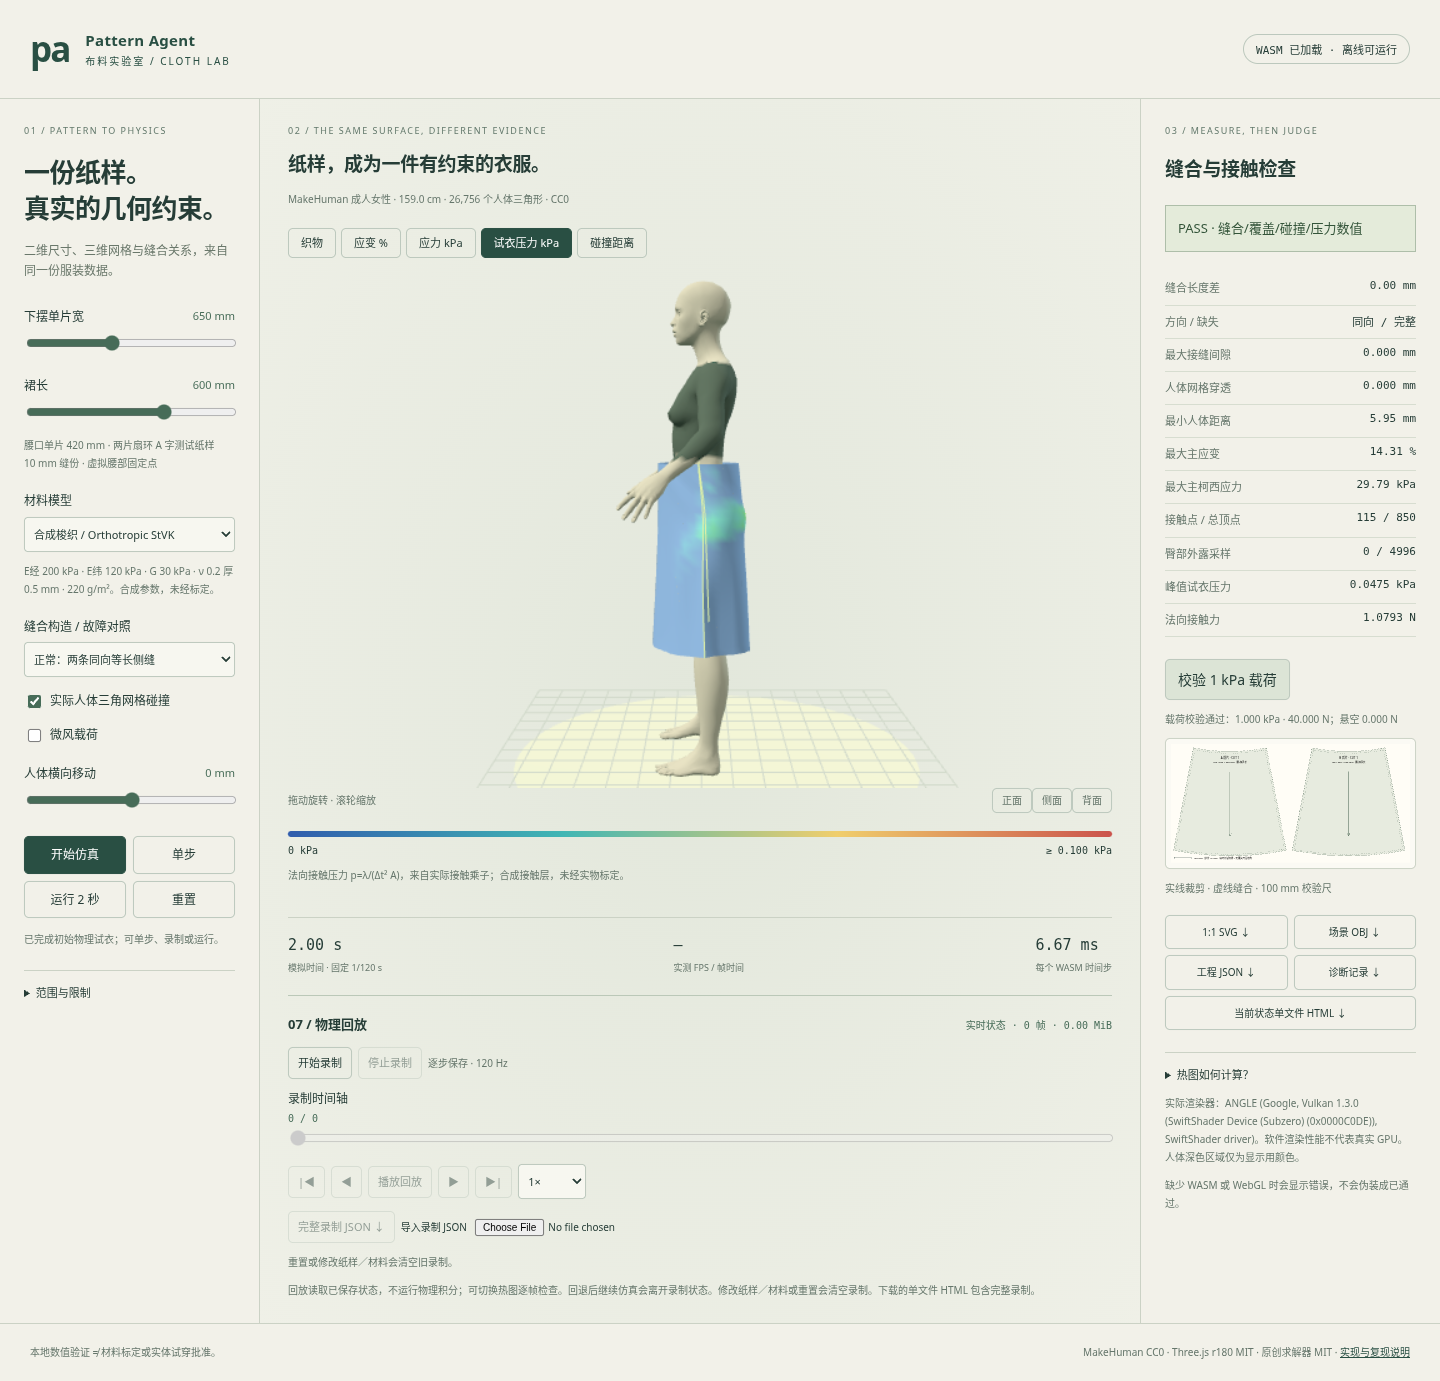 pa
Pattern Agent
布料实验室 / CLOTH LAB
WASM 已加载 · 离线可运行
01 / PATTERN TO PHYSICS
一份纸样。
真实的几何约束。
二维尺寸、三维网格与缝合关系，来自
同一份服装数据。
下摆单片宽 650 mm
裙长 600 mm
腰口单片 420 mm · 两片扇环 A 字测试纸样
10 mm 缝份 · 虚拟腰部固定点
材料模型
合成梭织 / Orthotropic StVK
E经 200 kPa · E纬 120 kPa · G 30 kPa · ν 0.2 厚
0.5 mm · 220 g/m²。合成参数，未经标定。
缝合构造 / 故障对照
正常：两条同向等长侧缝
实际人体三角网格碰撞
微风载荷
人体横向移动 0 mm
开始仿真 单步
运行 2 秒 重置
已完成初始物理试衣；可单步、录制或运行。
范围与限制
02 / THE SAME SURFACE, DIFFERENT EVIDENCE
纸样，成为一件有约束的衣服。
MakeHuman 成人女性 · 159.0 cm · 26,756 个人体三角形 · CC0
织物 应变 % 应力 kPa 试衣压力 kPa 碰撞距离
拖动旋转 · 滚轮缩放 正面 侧面 背面
0 kPa ≥ 0.100 kPa
法向接触压力 p=λ/(Δt² A)，来自实际接触乘子；合成接触层，未经实物标定。
2.00 s — 6.67 ms
模拟时间 · 固定 1/120 s 实测 FPS / 帧时间 每个 WASM 时间步
07 / 物理回放 实时状态 · 0 帧 · 0.00 MiB
开始录制 停止录制 逐步保存 · 120 Hz
录制时间轴
0 / 0
|◀ ◀ 播放回放 ▶ ▶| 1×
完整录制 JSON ↓ 导入录制 JSON Choose File No file chosen
重置或修改纸样／材料会清空旧录制。
回放读取已保存状态，不运行物理积分；可切换热图逐帧检查。回退后继续仿真会离开录制状态。修改纸样／材料或重置会清空录制。下载的单文件 HTML 包含完整录制。
03 / MEASURE, THEN JUDGE
缝合与接触检查
PASS · 缝合/覆盖/碰撞/压力数值
缝合长度差 0.00 mm
方向 / 缺失 同向 / 完整
最大接缝间隙 0.000 mm
人体网格穿透 0.000 mm
最小人体距离 5.95 mm
最大主应变 14.31 %
最大主柯西应力 29.79 kPa
接触点 / 总顶点 115 / 850
臀部外露采样 0 / 4996
峰值试衣压力 0.0475 kPa
法向接触力 1.0793 N
校验 1 kPa 载荷
载荷校验通过：1.000 kPa · 40.000 N；悬空 0.000 N
实线裁剪 · 虚线缝合 · 100 mm 校验尺
1:1 SVG ↓ 场景 OBJ ↓
工程 JSON ↓ 诊断记录 ↓
当前状态单文件 HTML ↓
热图如何计算？
实际渲染器：ANGLE (Google, Vulkan 1.3.0
(SwiftShader Device (Subzero) (0x0000C0DE)),
SwiftShader driver)。软件渲染性能不代表真实 GPU。
人体深色区域仅为显示用颜色。
缺少 WASM 或 WebGL 时会显示错误，不会伪装成已通
过。
本地数值验证 ≠ 材料标定或实体试穿批准。
MakeHuman CC0 · Three.js r180 MIT · 原创求解器 MIT · 实现与复现说明